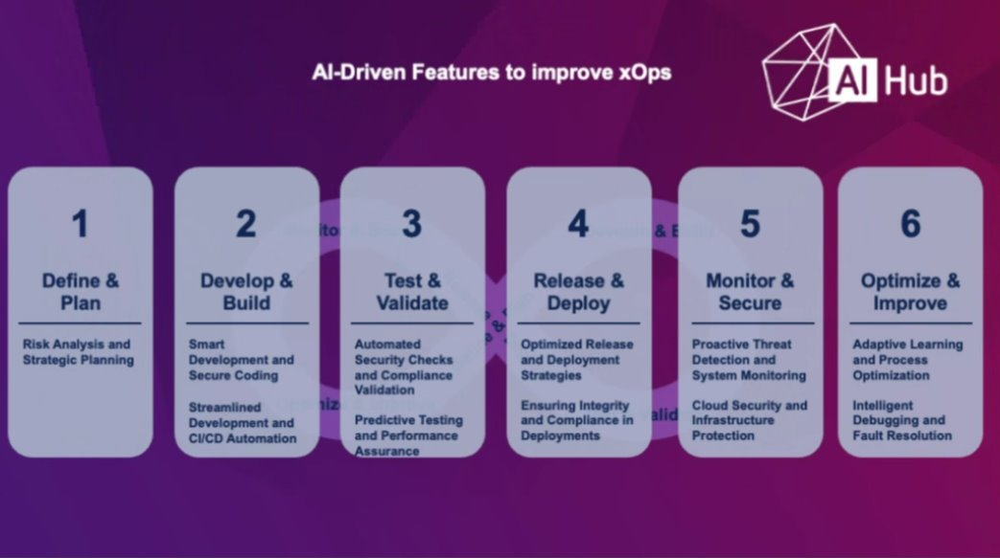 AI-Driven Features to improve xOps
AI Hub
1
Define &
Plan
Risk Analysis and
Strategic Planning
2
Develop &
Build
Smart
Development and
Secure Coding
Streamlined
Development and
CI/CD Automation
3
Test &
Validate
Automated
Security Checks
and Compliance
Validation
Predictive Testing
and Performance
Assurance
4
Release &
Deploy
Optimized Release
and Deployment
Strategies
Ensuring Integrity
and Compliance in
Deployments
5
Monitor &
Secure
Proactive Threat
Detection and
System Monitoring
Cloud Security and
Infrastructure
Protection
6
Optimize &
Improve
Adaptive Learning
and Process
Optimization
Intelligent
Debugging and
Fault Resolution